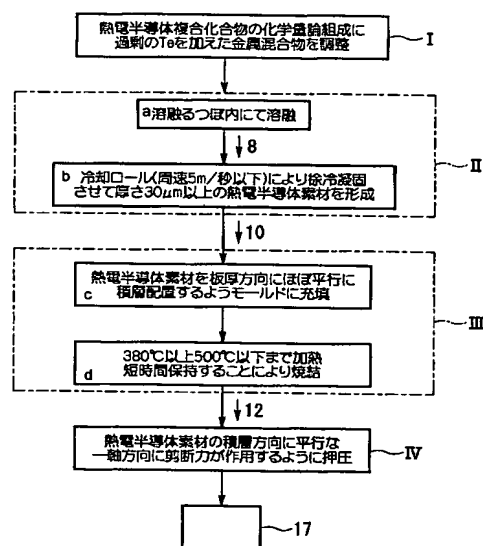 熱電半導体複合化合物の化学量論組成に
過剰のTeを加えた金属混合物を調整
I
a溶融るつぼ内にて溶融
8
b 冷却ロール(周速5m/秒以下)により徐冷凝固
させて厚さ30μm以上の熱電半導体素材を形成
II
10
熱電半導体素材を板厚方向にほぼ平行に
c 積層配置するようモールドに充填
380℃以上500℃以下まで加熱
d 短時間保持することにより焼結
III
12
熱電半導体素材の積層方向に平行な
一軸方向に剪断力が作用するように押圧
IV
17